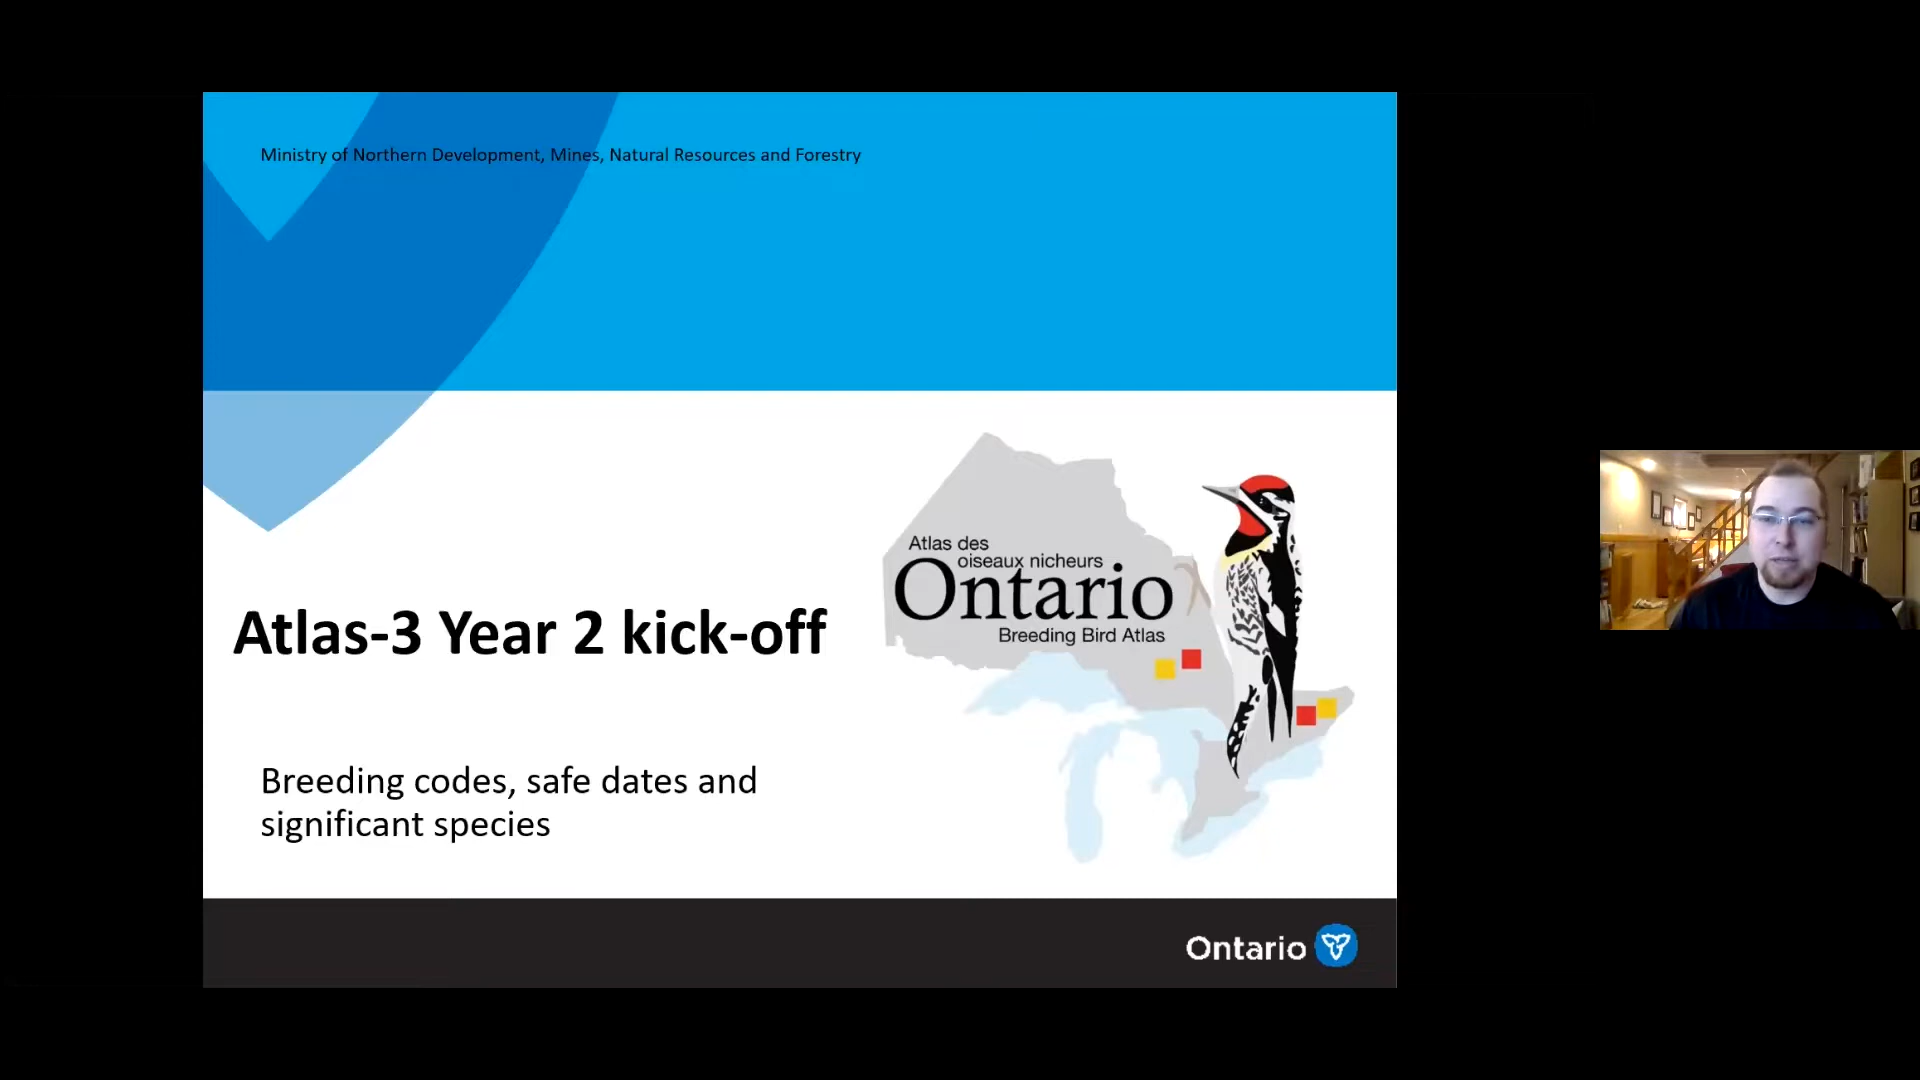 Ministry of Northern Development, Mines, Natural Resources and Forestry
Atlas des
oiseaux nicheurs
Ontario
Breeding Bird Atlas
Atlas-3 Year 2 kick-off
Breeding codes, safe dates and
significant species
Ontario